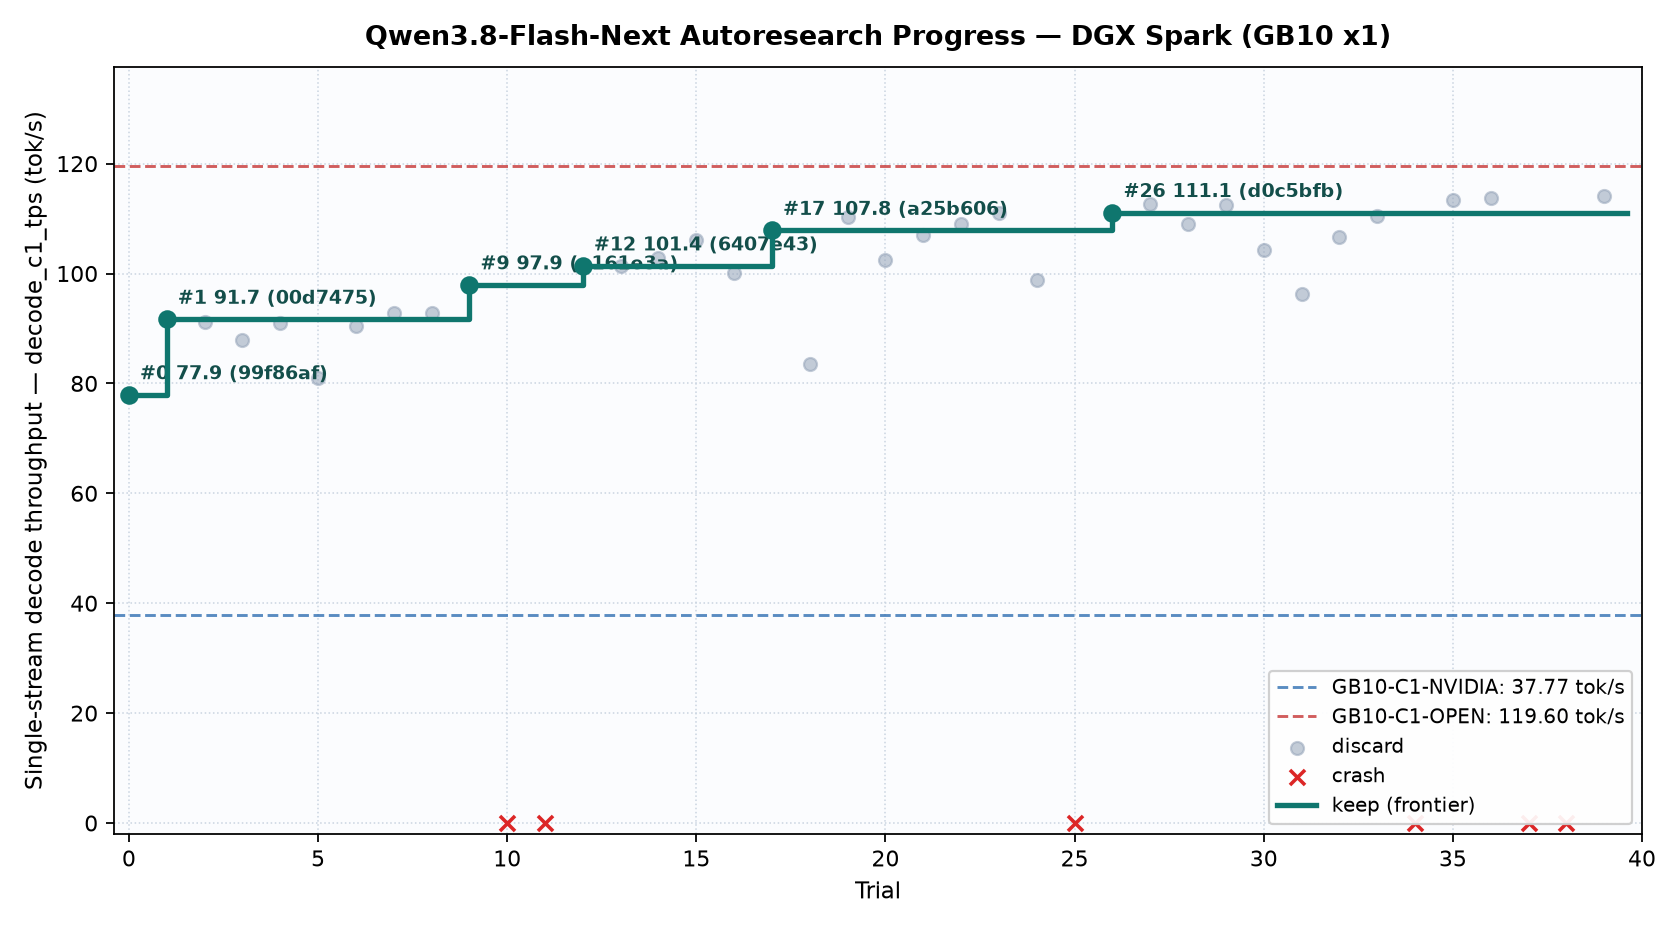 Qwen3.8-Flash-Next Autoresearch Progress — DGX Spark (GB10 x1)
Single-stream decode throughput — decode_c1_tps (tok/s)
120
100
80
60
40
20
0
#0 77.9 (99f86af)
#1 91.7 (00d7475)
#9 97.9
#12 101.4 (6407e43)
#17 107.8 (a25b606)
#26 111.1 (d0c5bfb)
GB10-C1-NVIDIA: 37.77 tok/s
GB10-C1-OPEN: 119.60 tok/s
discard
crash
keep (frontier)
0
5
10
15
20
25
30
35
40
Trial